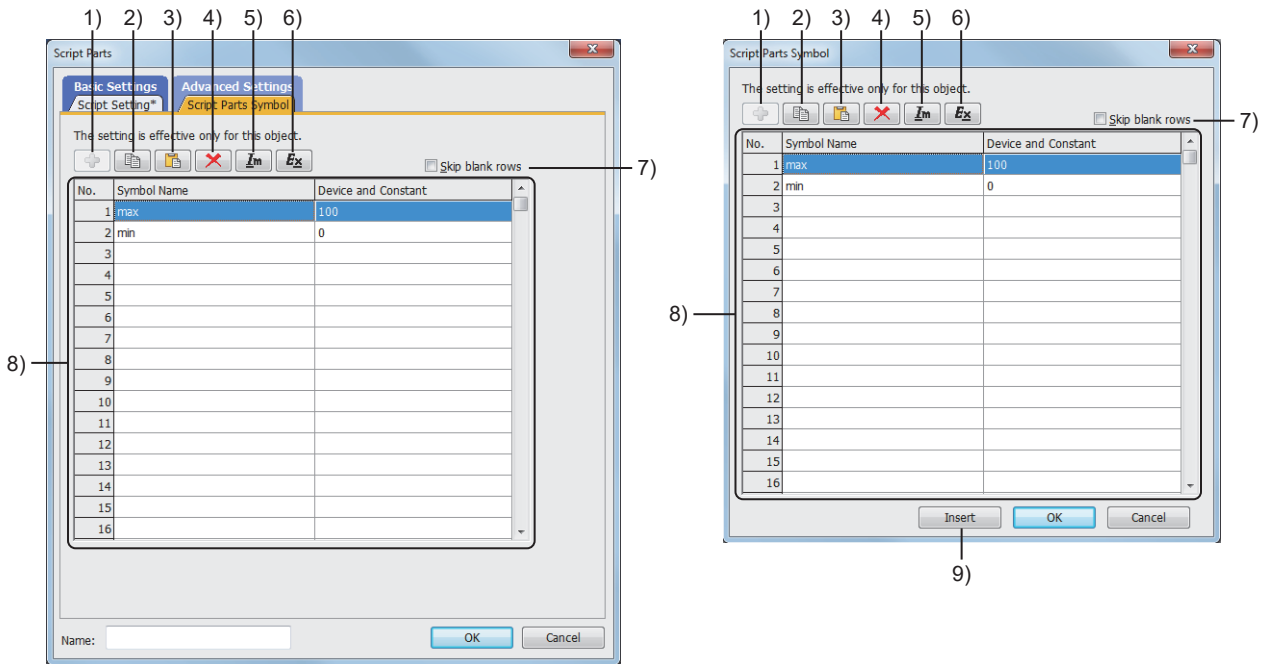 1) 2) 3) 4) 5) 6)
Script Parts
Basic Settings Advanced Settings
Script Setting* Script Parts Symbol
The setting is effective only for this object.
Im Ex
Skip blank rows
7)
No. Symbol Name Device and Constant
1 max 100
2 min 0
3
4
5
6
7
8
9
10
11
12
13
14
15
16
8)
Name:
OK Cancel
1) 2) 3) 4) 5) 6)
Script Parts Symbol
The setting is effective only for this object.
Im Ex
Skip blank rows
7)
No. Symbol Name Device and Constant
1 max 100
2 min 0
3
4
5
6
7
8
9
10
11
12
13
14
15
16
8)
Insert OK Cancel
9)